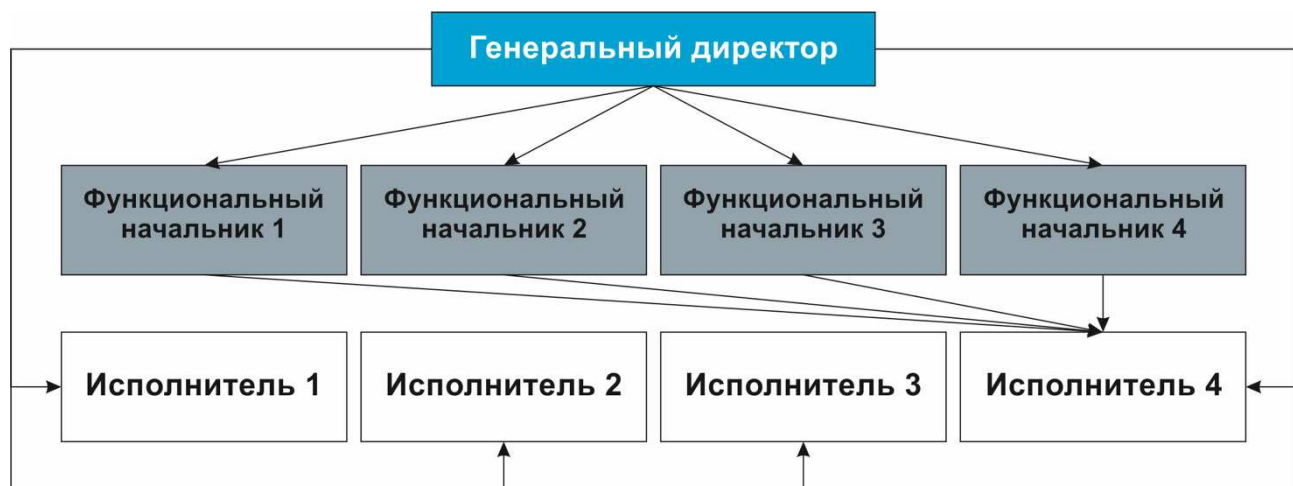 Генеральный директор
Функциональный
начальник 1
Функциональный
начальник 2
Функциональный
начальник 3
Функциональный
начальник 4
Исполнитель 1
Исполнитель 2
Исполнитель 3
Исполнитель 4